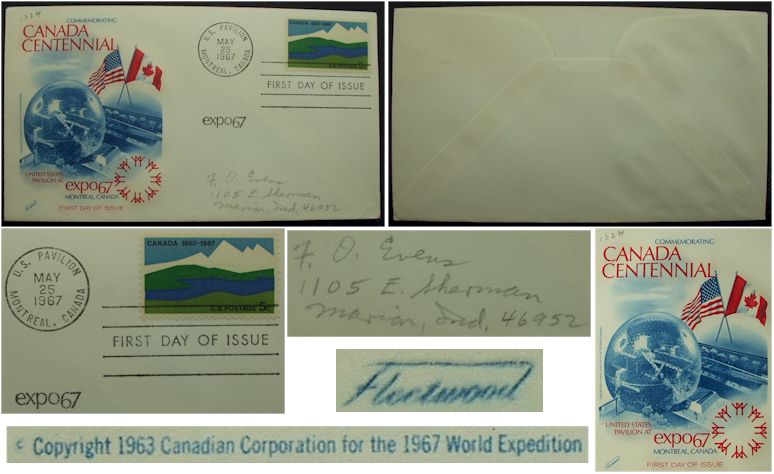 1324
COMMEMORATING
CANADA
CENTENNIAL
UNITED STATES
PAVILION AT
expo67
MONTREAL, CANADA
FIRST DAY OF ISSUE
Fleetwood
U.S. PAVILION
MAY
25
1967
MONTREAL, CANADA
CANADA 1867-1967
U.S. POSTAGE 5c
FIRST DAY OF ISSUE
expo67
F. O. Evens
1105 E. Sherman
Marion, Ind. 46952
U.S. PAVILION
MAY
25
1967
MONTREAL, CANADA
CANADA 1867-1967
U.S. POSTAGE 5c
FIRST DAY OF ISSUE
expo67
F. O. Evens
1105 E. Sherman
Marion, Ind. 46952
Fleetwood
© Copyright 1963 Canadian Corporation for the 1967 World Expedition
1324
COMMEMORATING
CANADA
CENTENNIAL
UNITED STATES
PAVILION AT
expo67
MONTREAL, CANADA
FIRST DAY OF ISSUE